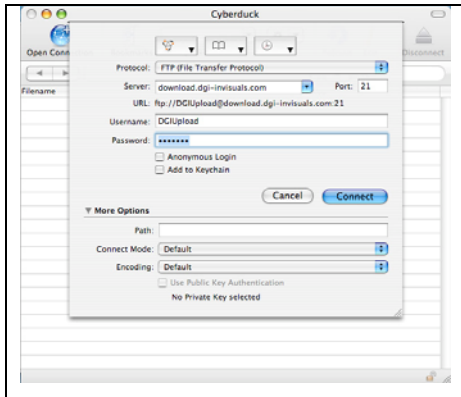 Cyberduck
Open Conn
Disconnect
Filename
Protocol: FTP (File Transfer Protocol)
Server: download.dgi-invisuals.com Port: 21
URL: ftp://DGIUpload@download.dgi-invisuals.com:21
Username: DGIUpload
Password: •••••••
Anonymous Login
Add to Keychain
Cancel Connect
More Options
Path:
Connect Mode: Default
Encoding: Default
Use Public Key Authentication
No Private Key selected